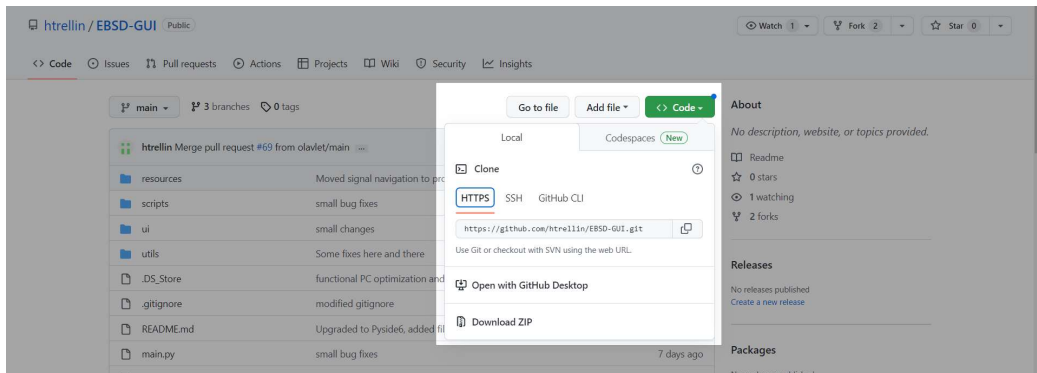 htrellin / EBSD-GUI Public
Watch 1 Fork 2 Star 0
Code Issues Pull requests Actions Projects Wiki Security Insights
main 3 branches 0 tags
Go to file Add file Code
htrellin Merge pull request #69 from olavlet/main ...
resources Moved signal navigation to pro
scripts small bug fixes
ui small changes
utils Some fixes here and there
.DS_Store functional PC optimization and
.gitignore modified gitignore
README.md Upgraded to Pyside6, added fil
main.py small bug fixes 7 days ago
Local Codespaces New
Clone
HTTPS SSH GitHub CLI
https://github.com/htrellin/EBSD-GUI.git
Use Git or checkout with SVN using the web URL.
Open with GitHub Desktop
Download ZIP
About
No description, website, or topics provided.
Readme
0 stars
1 watching
2 forks
Releases
No releases published
Create a new release
Packages